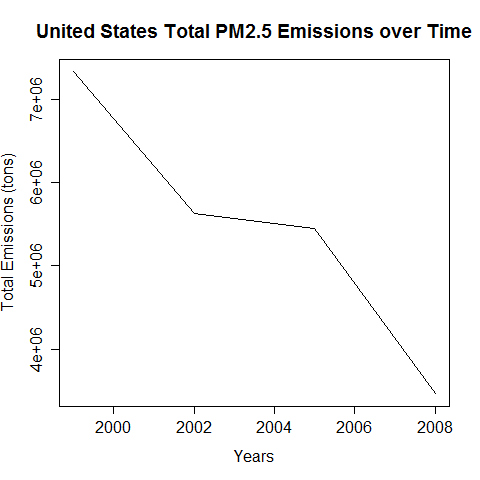 United States Total PM2.5 Emissions over Time
Total Emissions (tons)
7e+06
6e+06
5e+06
4e+06
2000 2002 2004 2006 2008
Years